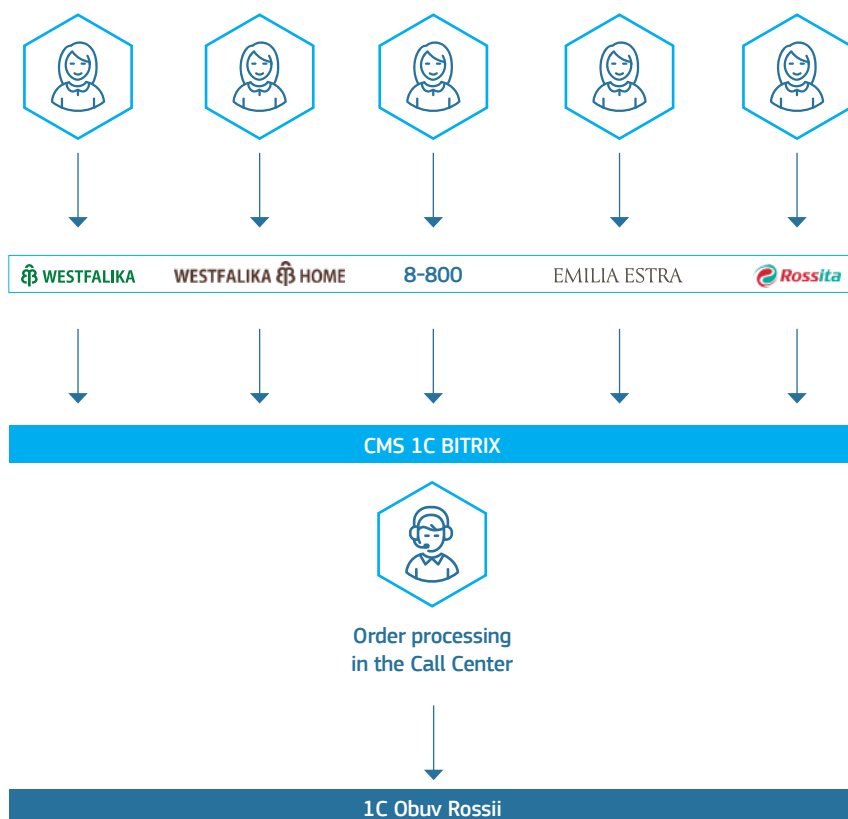 WESTFALIKA
WESTFALIKA HOME
8-800
EMILIA ESTRA
Rossita
CMS 1C BITRIX
Order processing
in the Call Center
1C Obuv Rossii